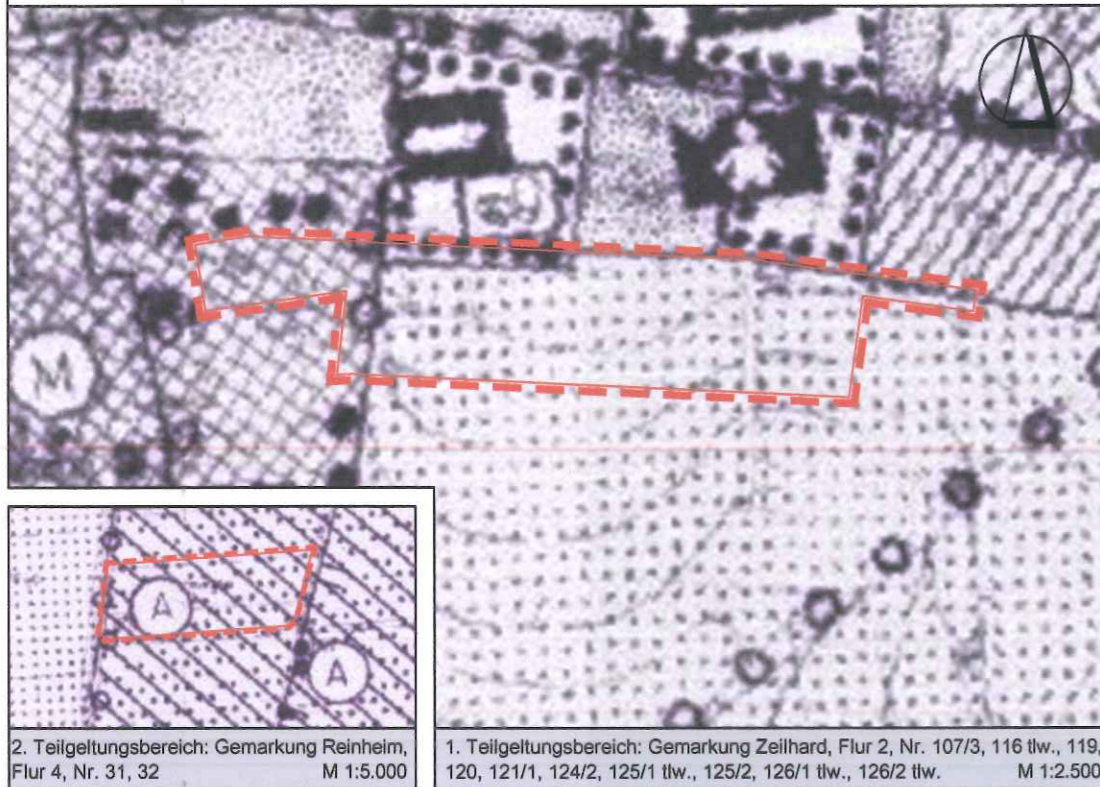 M
A
A
2. Teilgeltungsbereich: Gemarkung Reinheim,
Flur 4, Nr. 31, 32 M 1:5.000
1. Teilgeltungsbereich: Gemarkung Zeilhard, Flur 2, Nr. 107/3, 116 tlw., 119,
120, 121/1, 124/2, 125/1 tlw., 125/2, 126/1 tlw., 126/2 tlw. M 1:2.500